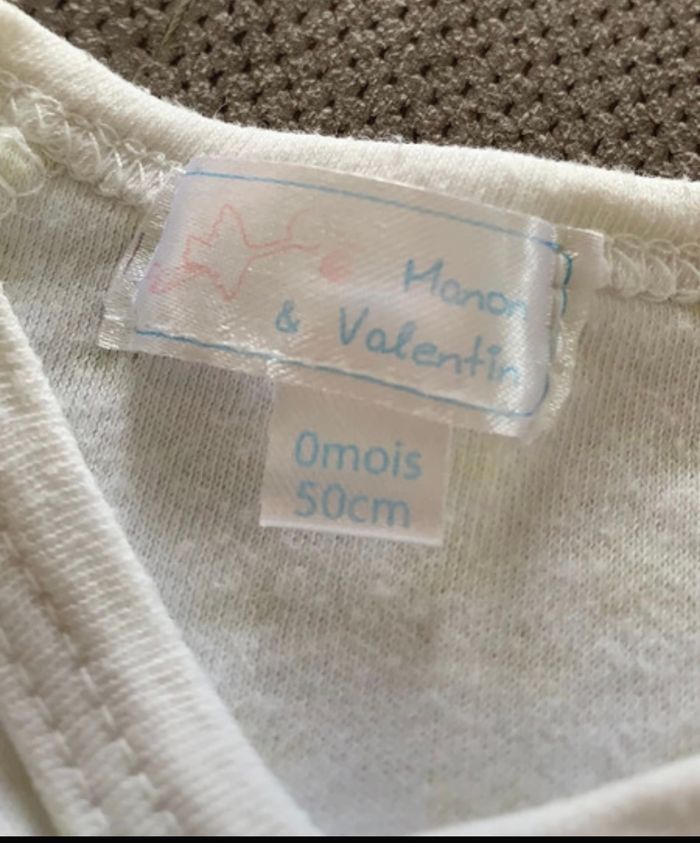 Manon
& Valentin
0mois
50cm